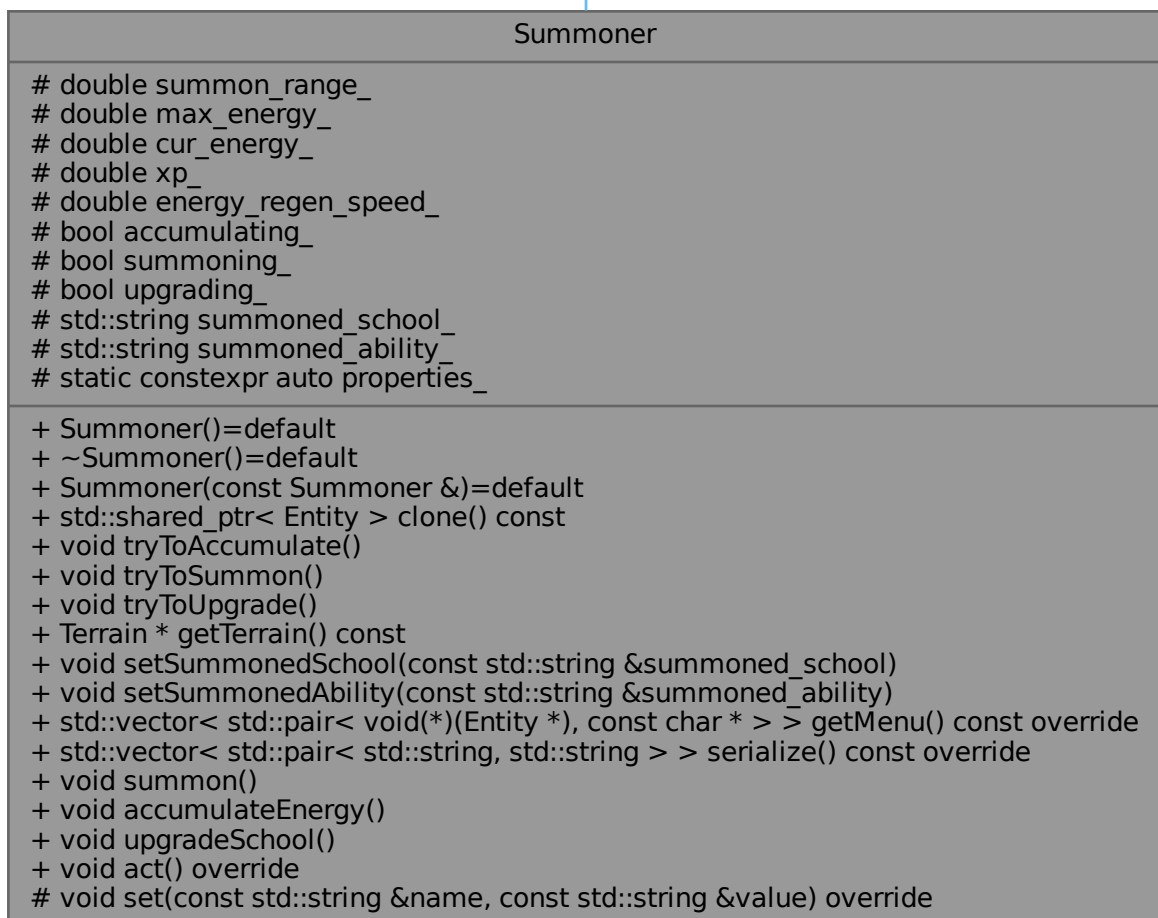 Summoner
# double summon_range_
# double max_energy_
# double cur_energy_
# double xp_
# double energy_regen_speed_
# bool accumulating_
# bool summoning_
# bool upgrading_
# std::string summoned_school_
# std::string summoned_ability_
# static constexpr auto properties_
+ Summoner()=default
+ ~Summoner()=default
+ Summoner(const Summoner &)=default
+ std::shared_ptr< Entity > clone() const
+ void tryToAccumulate()
+ void tryToSummon()
+ void tryToUpgrade()
+ Terrain * getTerrain() const
+ void setSummonedSchool(const std::string &summoned_school)
+ void setSummonedAbility(const std::string &summoned_ability)
+ std::vector< std::pair< void(*)(Entity *), const char * > > getMenu() const override
+ std::vector< std::pair< std::string, std::string > > serialize() const override
+ void summon()
+ void accumulateEnergy()
+ void upgradeSchool()
+ void act() override
# void set(const std::string &name, const std::string &value) override